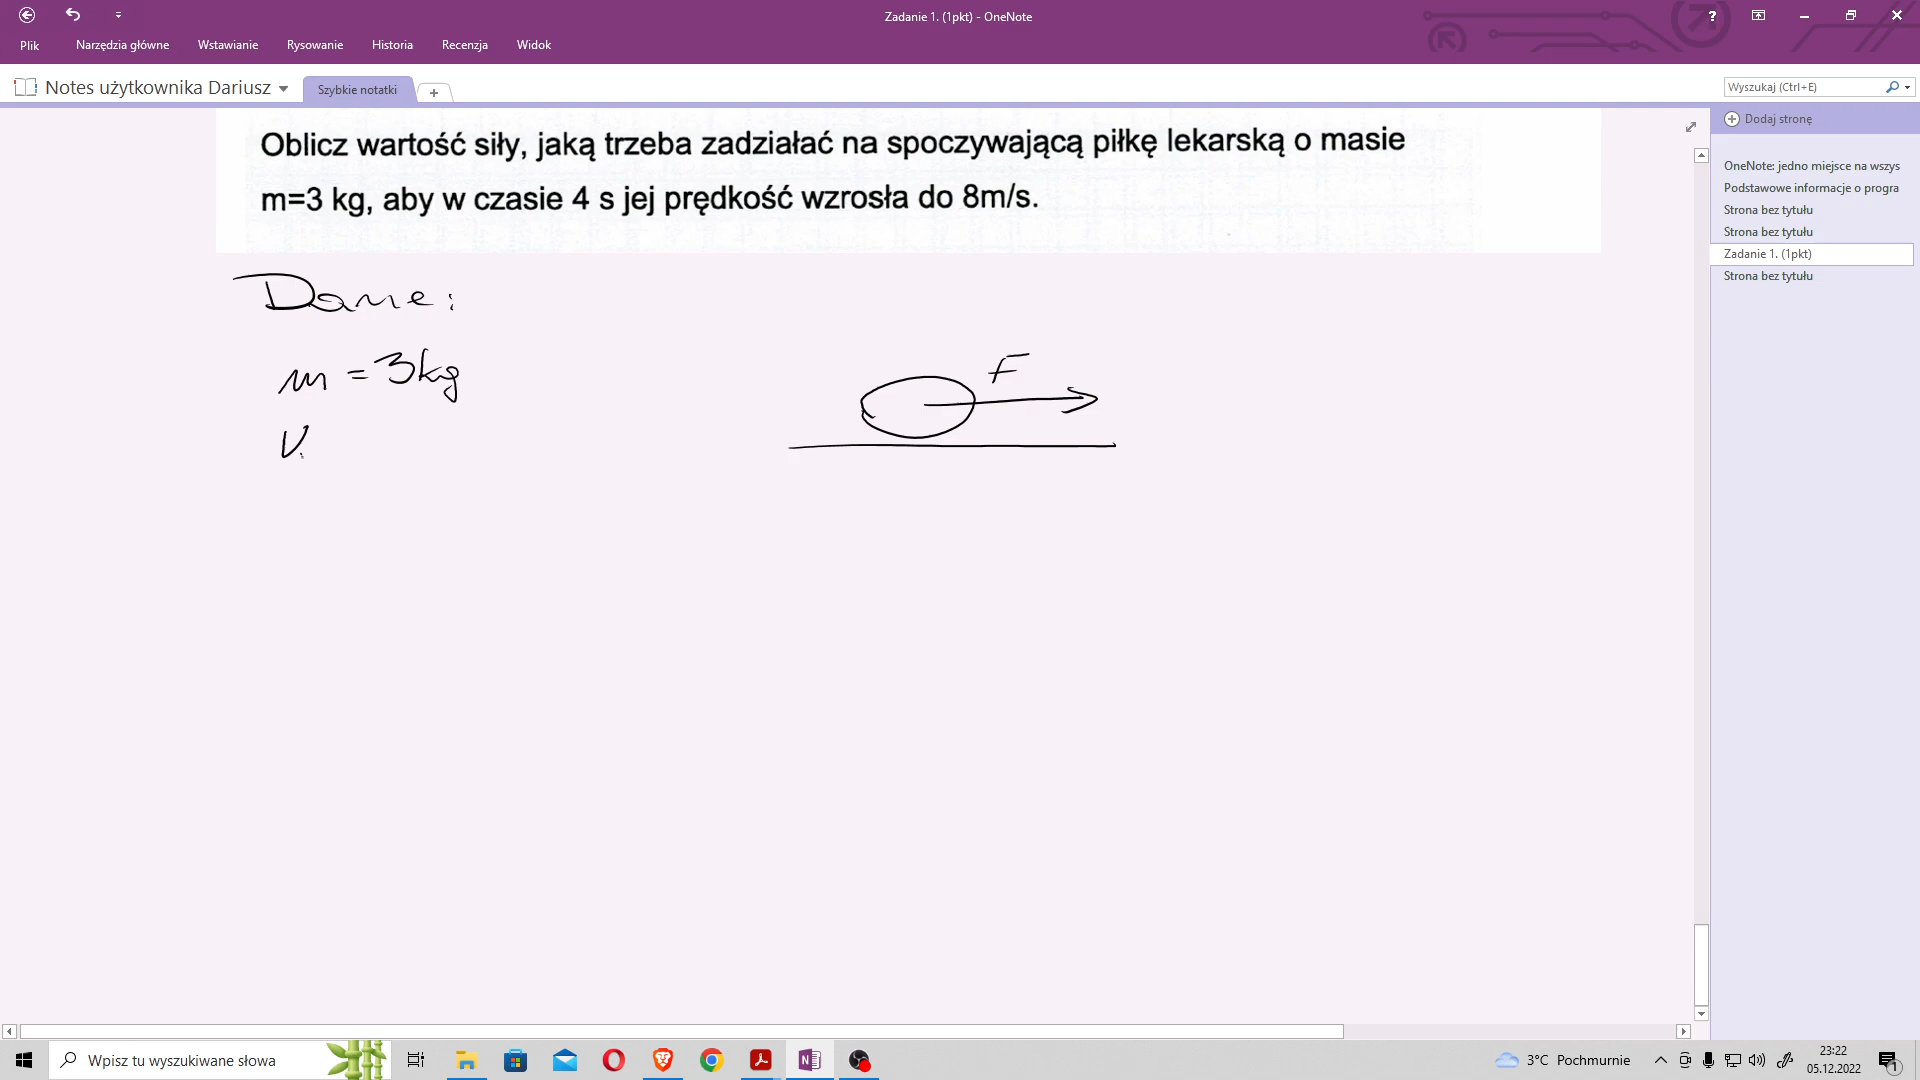 Zadanie 1. (1pkt) - OneNote
?
Plik Narzędzia główne Wstawianie Rysowanie Historia Recenzja Widok
Notes użytkownika Dariusz Szybkie notatki Wyszukaj (Ctrl+E)
Dodaj stronę
OneNote: jedno miejsce na wszys
Podstawowe informacje o progra
Strona bez tytułu
Strona bez tytułu
Zadanie 1. (1pkt)
Strona bez tytułu
Oblicz wartość siły, jaką trzeba zadziałać na spoczywającą piłkę lekarską o masie
m=3 kg, aby w czasie 4 s jej prędkość wzrosła do 8m/s.
Dane:
m = 3kg
F
V
Wpisz tu wyszukiwane słowa
3°C Pochmurnie
23:22
05.12.2022
1